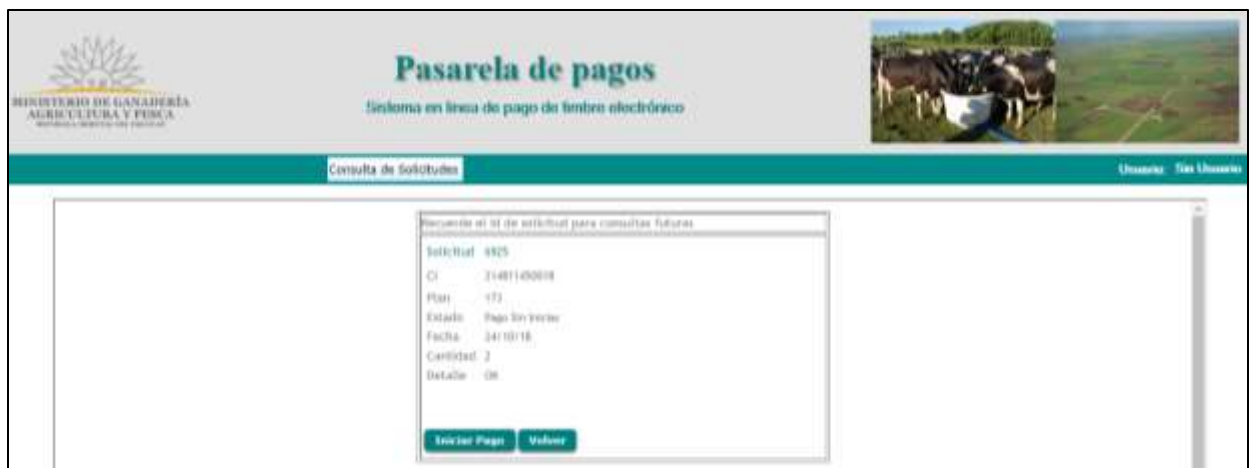 MINISTERIO DE GANADERÍA
AGRICULTURA Y PESCA
Pasarela de pagos
Sistema en línea de pago de timbre electrónico
Consulta de Solicitudes
Usuario: Sin Usuario
Recuerde el id de solicitud para consultas futuras
Solicitud 6925
CI
Plan 173
Estado Pago Sin Iniciar
Fecha 24/10/18
Cantidad 2
Detalle OK
Iniciar Pago Volver